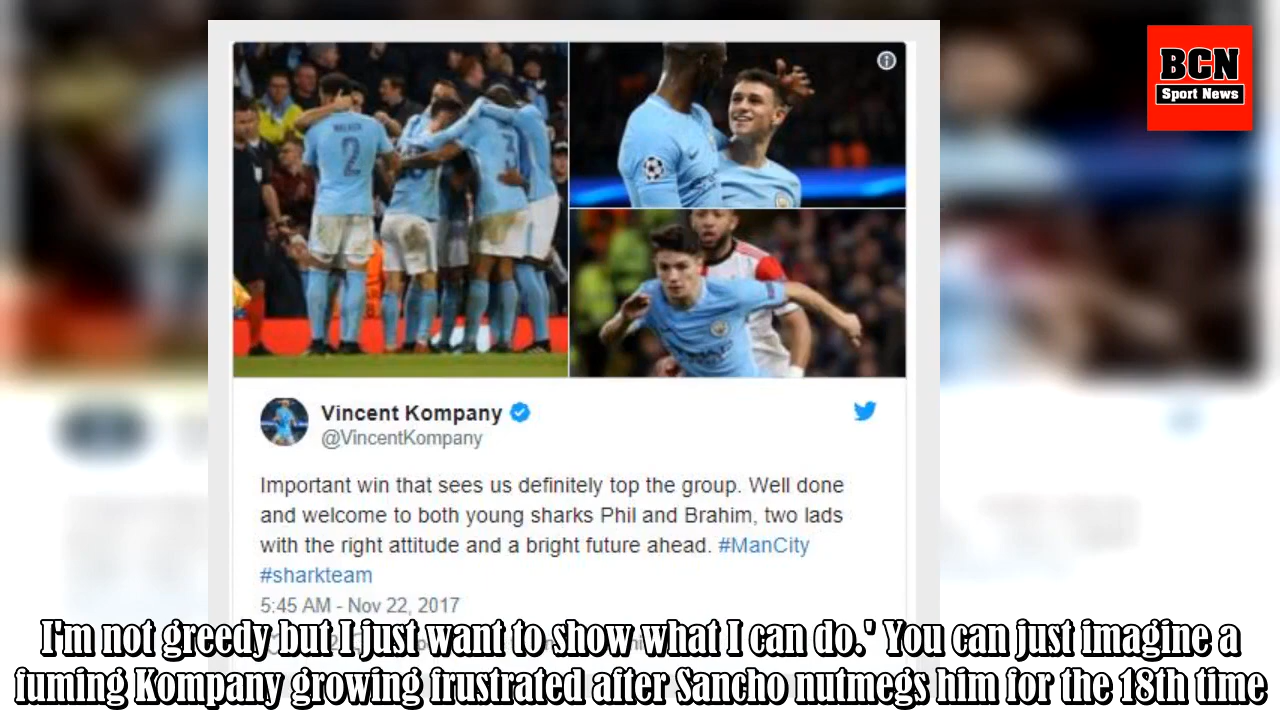 BCN
Sport News
WALKER
2
3
Vincent Kompany
@VincentKompany
Important win that sees us definitely top the group. Well done
and welcome to both young sharks Phil and Brahim, two lads
with the right attitude and a bright future ahead. #ManCity
#sharkteam
5:45 AM - Nov 22, 2017
I'm not greedy but I just want to show what I can do.' You can just imagine a
fuming Kompany growing frustrated after Sancho nutmegs him for the 18th time